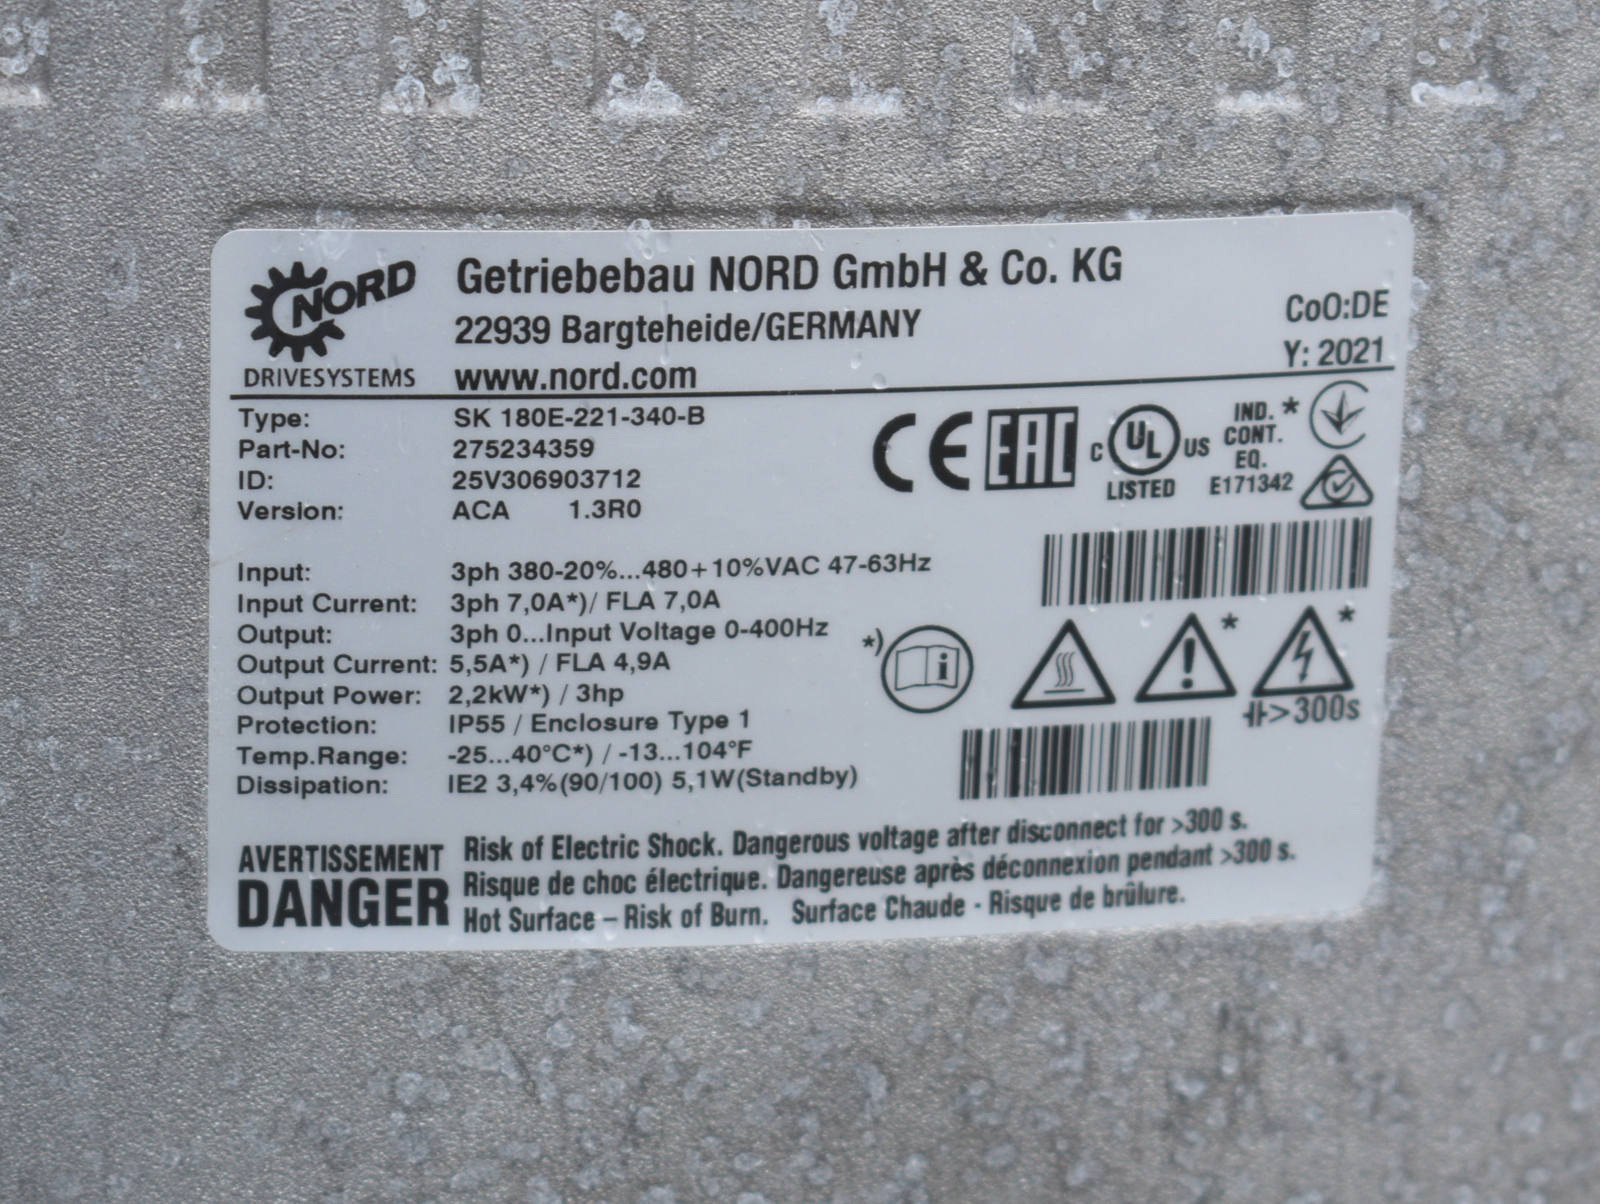 NORD
DRIVESYSTEMS
Getriebebau NORD GmbH & Co. KG
22939 Bargteheide/GERMANY
www.nord.com
CoO:DE
Y: 2021
Type: SK 180E-221-340-B
Part-No: 275234359
ID: 25V306903712
Version: ACA 1.3R0
CE EAC C UL US LISTED
IND. *
CONT.
EQ.
E171342
Input: 3ph 380-20%...480+10%VAC 47-63Hz
Input Current: 3ph 7,0A*)/ FLA 7,0A
Output: 3ph 0...Input Voltage 0-400Hz
Output Current: 5,5A*) / FLA 4,9A
Output Power: 2,2kW*) / 3hp
Protection: IP55 / Enclosure Type 1
Temp.Range: -25...40°C*) / -13...104°F
Dissipation: IE2 3,4%(90/100) 5,1W(Standby)
*) i
* *
>300s
AVERTISSEMENT
DANGER
Risk of Electric Shock. Dangerous voltage after disconnect for >300 s.
Risque de choc électrique. Dangereuse après déconnexion pendant >300 s.
Hot Surface – Risk of Burn. Surface Chaude - Risque de brûlure.